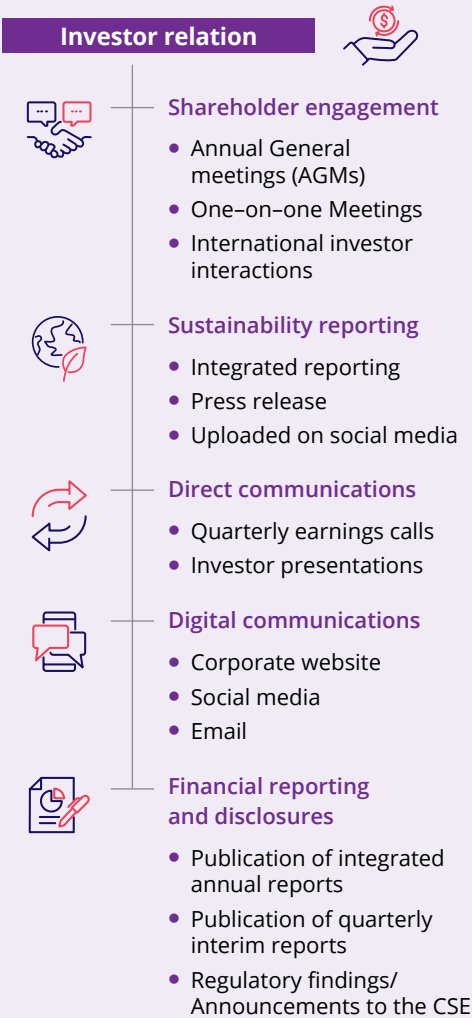 Investor relation
Shareholder engagement
• Annual General
meetings (AGMs)
• One–on–one Meetings
• International investor
interactions
Sustainability reporting
• Integrated reporting
• Press release
• Uploaded on social media
Direct communications
• Quarterly earnings calls
• Investor presentations
Digital communications
• Corporate website
• Social media
• Email
Financial reporting
and disclosures
• Publication of integrated
annual reports
• Publication of quarterly
interim reports
• Regulatory findings/
Announcements to the CSE